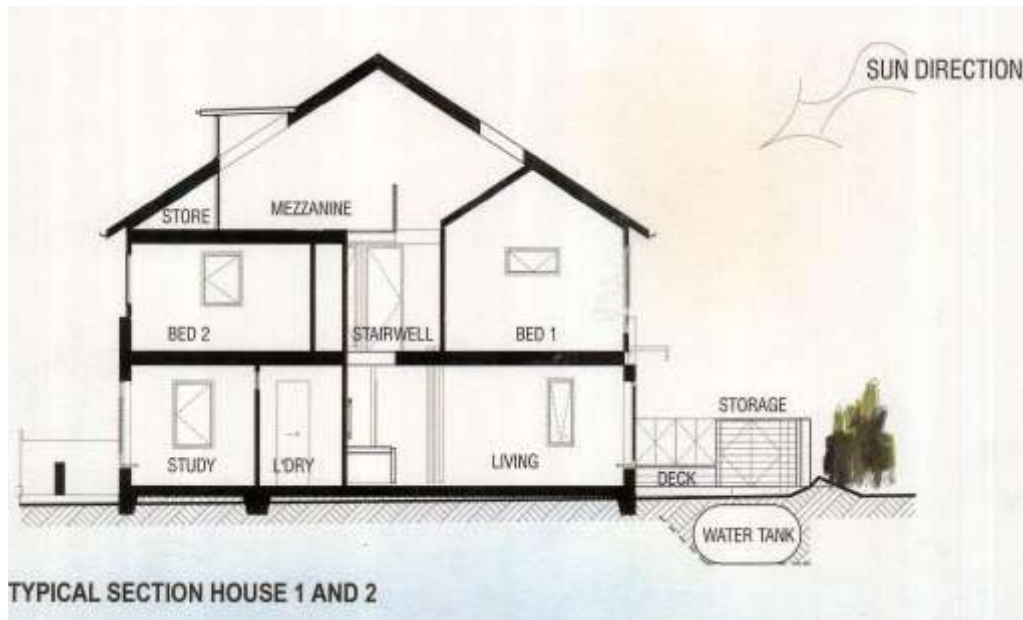 SUN DIRECTION
STORE
MEZZANINE
BED 2
STAIRWELL
BED 1
STORAGE
STUDY
L'DRY
LIVING
DECK
WATER TANK
TYPICAL SECTION HOUSE 1 AND 2